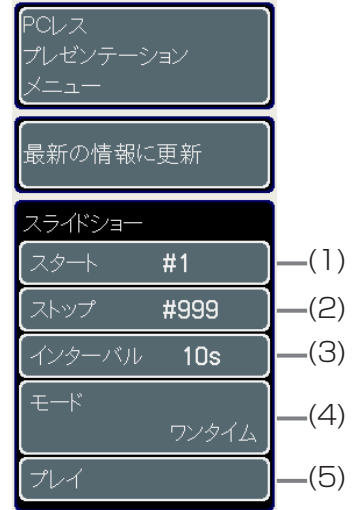 PCレス
プレゼンテーション
メニュー
最新の情報に更新
スライドショー
スタート #1 (1)
ストップ #999 (2)
インターバル 10s (3)
モード
ワンタイム (4)
プレイ (5)